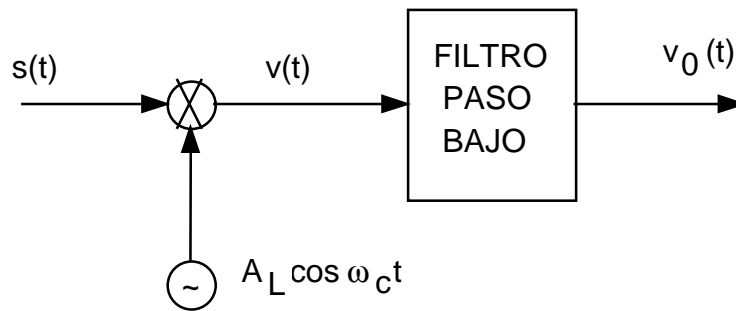 s(t)
v(t)
FILTRO
PASO
BAJO
v0 (t)
~
AL cos ωct